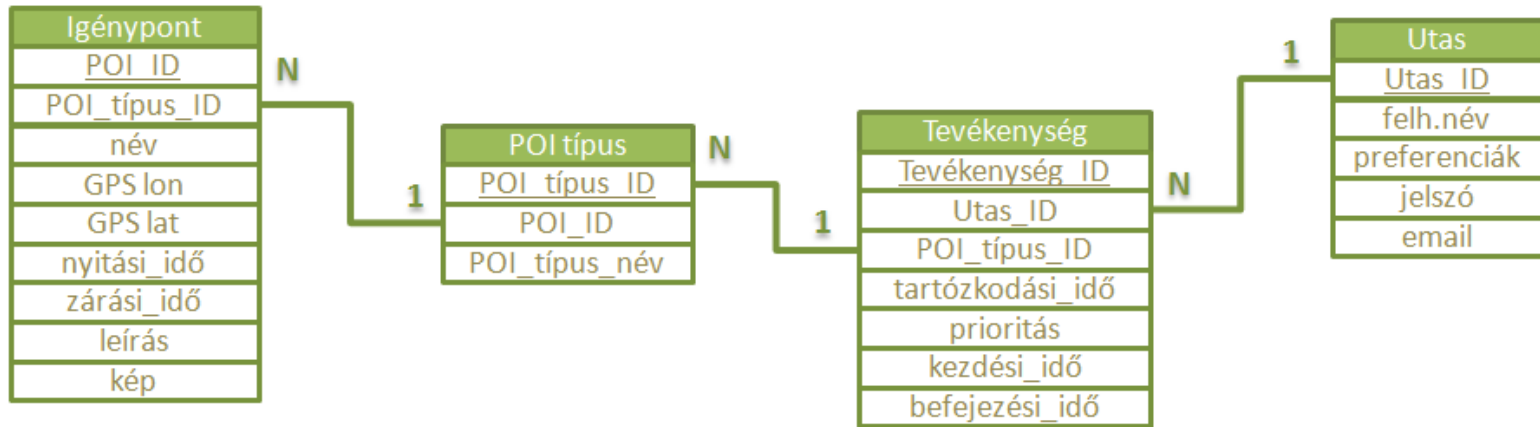 Igénypont
POI_ID
POI_típus_ID
név
GPS lon
GPS lat
nyitási_idő
zárási_idő
leírás
kép
N
1
POI típus
POI_típus_ID
POI_ID
POI_típus_név
N
1
Tevékenység
Tevékenység_ID
Utas_ID
POI_típus_ID
tartózkodási_idő
prioritás
kezdési_idő
befejezési_idő
N
1
Utas
Utas_ID
felh.név
preferenciák
jelszó
email